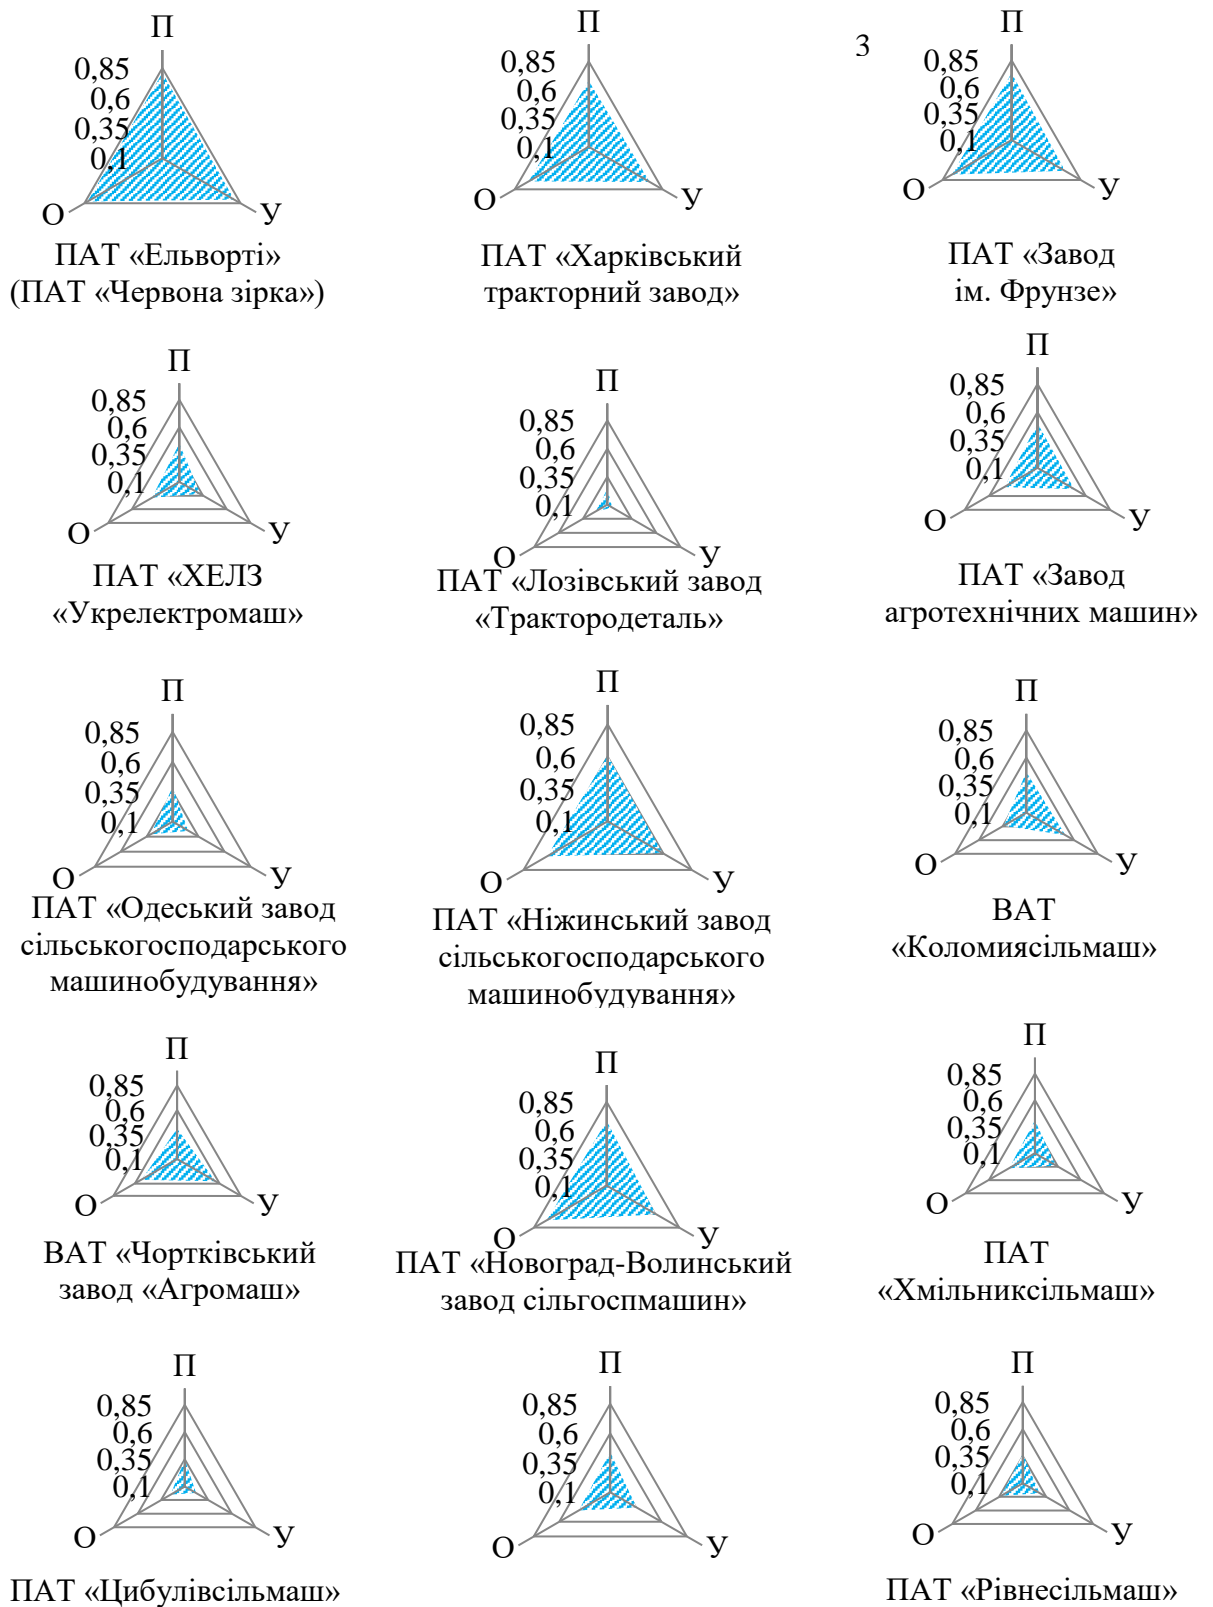 П
0,85
0,6
0,35
0,1
О
У
ПАТ «Ельворті»
(ПАТ «Червона зірка»)
П
0,85
0,6
0,35
0,1
О
У
ПАТ «Харківський
тракторний завод»
3
П
0,85
0,6
0,35
0,1
О
У
ПАТ «Завод
ім. Фрунзе»
П
0,85
0,6
0,35
0,1
О
У
ПАТ «ХЕЛЗ
«Укрелектромаш»
П
0,85
0,6
0,35
0,1
О
У
ПАТ «Лозівський завод
«Трактородеталь»
П
0,85
0,6
0,35
0,1
О
У
ПАТ «Завод
агротехнічних машин»
П
0,85
0,6
0,35
0,1
О
У
ПАТ «Одеський завод
сільськогосподарського
машинобудування»
П
0,85
0,6
0,35
0,1
О
У
ПАТ «Ніжинський завод
сільськогосподарського
машинобудування»
П
0,85
0,6
0,35
0,1
О
У
ВАТ
«Коломиясільмаш»
П
0,85
0,6
0,35
0,1
О
У
ВАТ «Чортківський
завод «Агромаш»
П
0,85
0,6
0,35
0,1
О
У
ПАТ «Новоград-Волинський
завод сільгоспмашин»
П
0,85
0,6
0,35
0,1
О
У
ПАТ
«Хмільниксільмаш»
П
0,85
0,6
0,35
0,1
О
У
ПАТ «Цибулівсільмаш»
П
0,85
0,6
0,35
0,1
О
У
П
0,85
0,6
0,35
0,1
О
У
ПАТ «Рівнесільмаш»